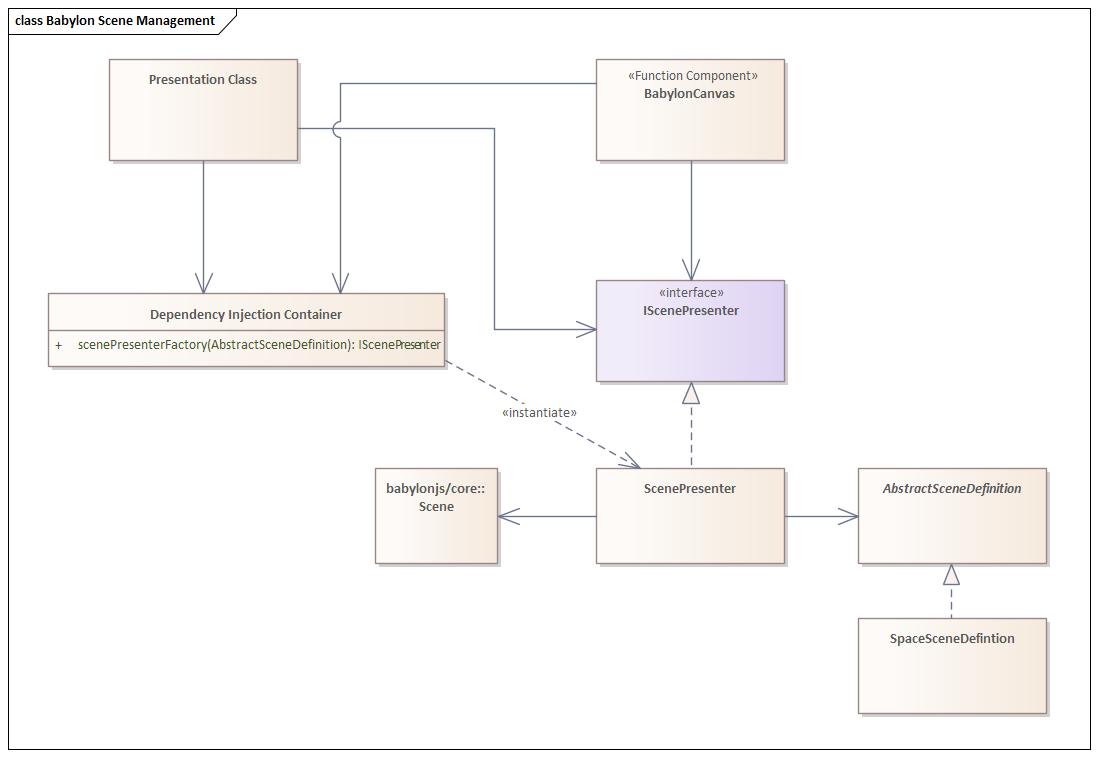 class Babylon Scene Management
Presentation Class
«Function Component»
BabylonCanvas
Dependency Injection Container
+ scenePresenterFactory(AbstractSceneDefinition): IScenePresenter
«interface»
IScenePresenter
«instantiate»
babylonjs/core::
Scene
ScenePresenter
AbstractSceneDefinition
SpaceSceneDefintion